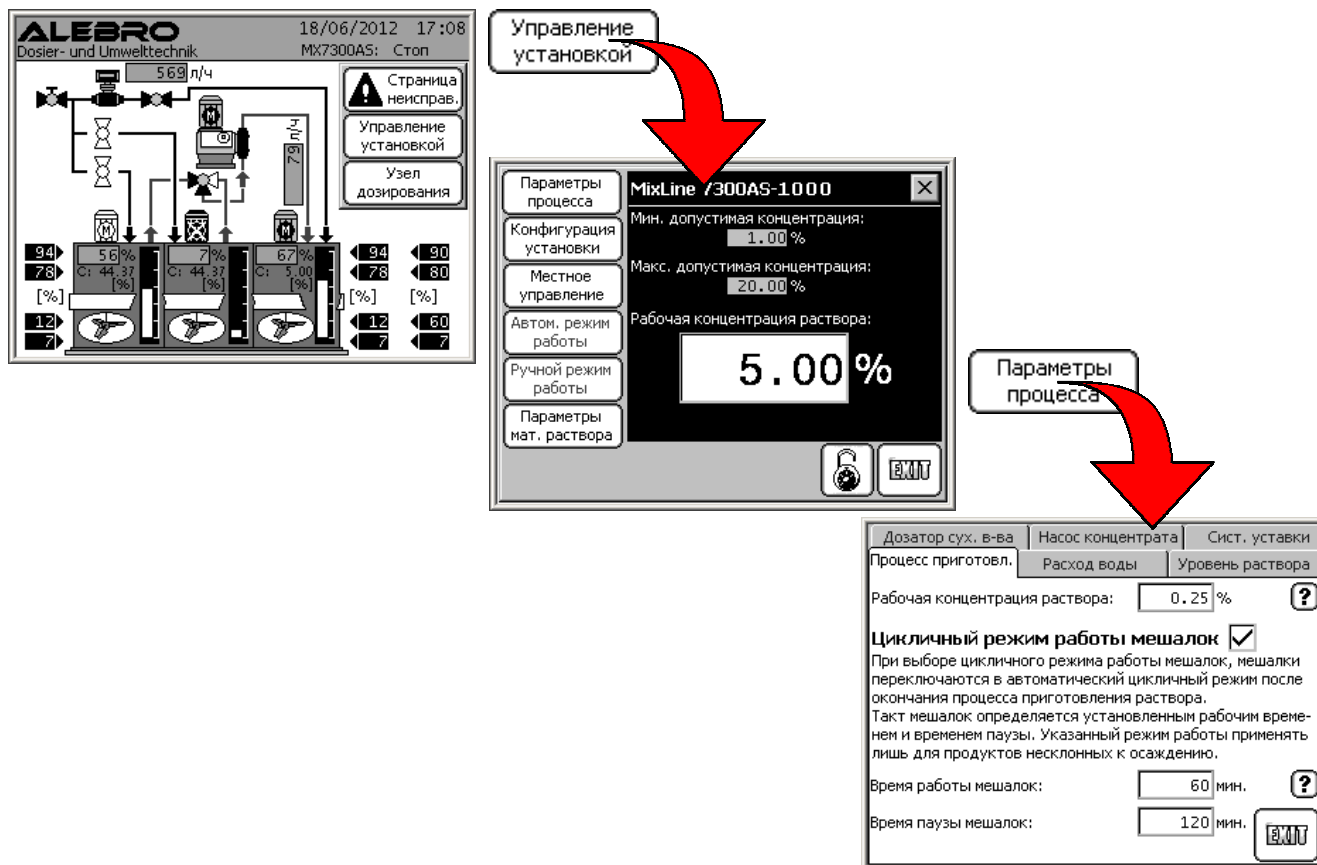 ALEBRO
Dosier- und Umwelttechnik
18/06/2012 17:08
MX7300AS: Стоп
569 л/ч
Страница
неисправ.
Управление
установкой
Узел
дозирования
79 л/ч
M
M
M
94
78
[%]
12
7
56%
C: 44.37
[%]
7%
C: 44.37
[%]
67%
C: 5.00
[%]
94
78
[%]
12
7
90
80
[%]
60
7
Управление
установкой
Параметры
процесса
Конфигурация
установки
Местное
управление
Автом. режим
работы
Ручной режим
работы
Параметры
мат. раствора
MixLine 7300AS-1000
Мин. допустимая концентрация:
1.00 %
Макс. допустимая концентрация:
20.00 %
Рабочая концентрация раствора:
5.00 %
EXIT
Параметры
процесса
Дозатор сух. в-ва Насос концентрата Сист. уставки
Процесс приготовл. Расход воды Уровень раствора
Рабочая концентрация раствора: 0.25 % ?
Цикличный режим работы мешалок
При выборе цикличного режима работы мешалок, мешалки
переключаются в автоматический цикличный режим после
окончания процесса приготовления раствора.
Такт мешалок определяется установленным рабочим време-
нем и временем паузы. Указанный режим работы применять
лишь для продуктов несклонных к осаждению.
Время работы мешалок: 60 мин. ?
Время паузы мешалок: 120 мин.
EXIT